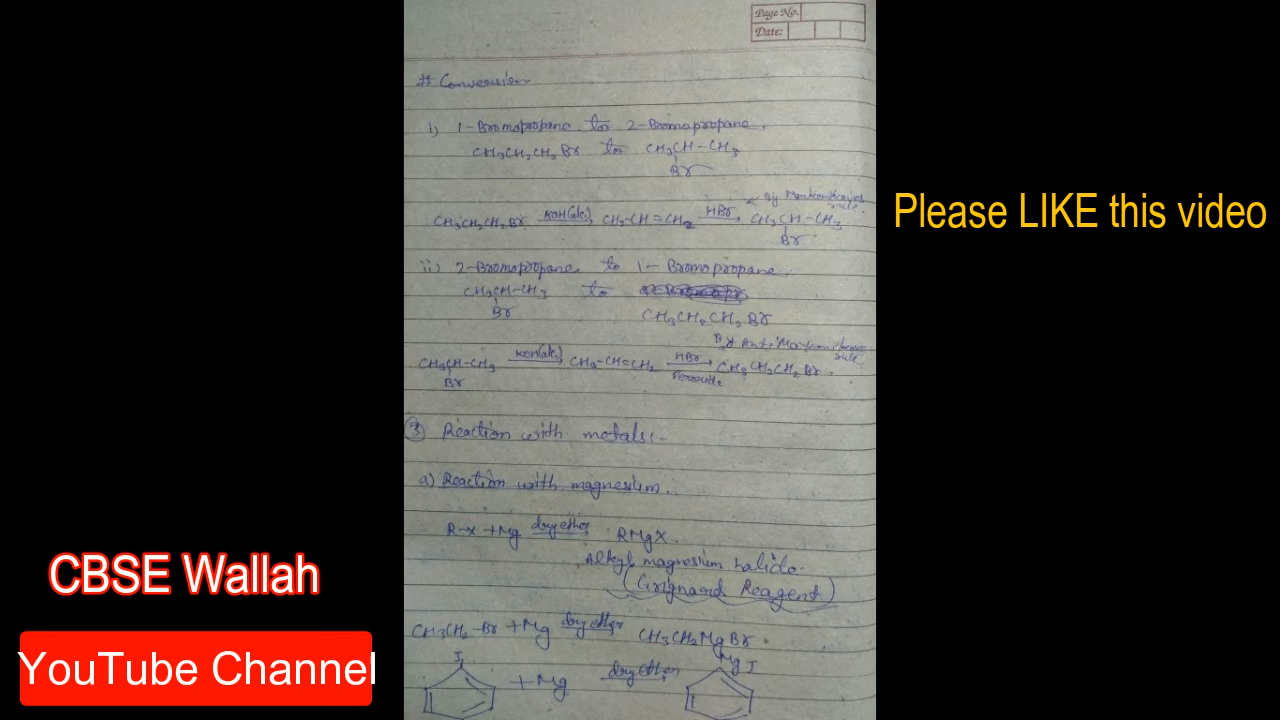 Page No.
Date:
# Conversion
i) 1-Bromopropane to 2-Bromopropane.
CH3CH2CH2Br to CH3CH-CH3
Br
← By Markovnikov's rule
CH3CH2CH2Br KOH(alc) CH3-CH=CH2 HBr CH3CH-CH3
Br
ii) 2-Bromopropane to 1-Bromopropane.
CH3CH-CH3 to
Br
CH3CH2CH2Br
By Anti Markovnikov rule
CH3CH-CH3 KOH(alc) CH3-CH=CH2 HBr Peroxide CH3CH2CH2Br.
Br
3 Reaction with metals:-
a) Reaction with magnesium.
R-X + Mg dry ether RMgX.
Alkyl magnesium halide.
(Grignard Reagent)
CH3CH2-Br + Mg dry ether CH3CH2MgBr.
I MgI
+ Mg dry ether
Please LIKE this video
CBSE Wallah
YouTube Channel